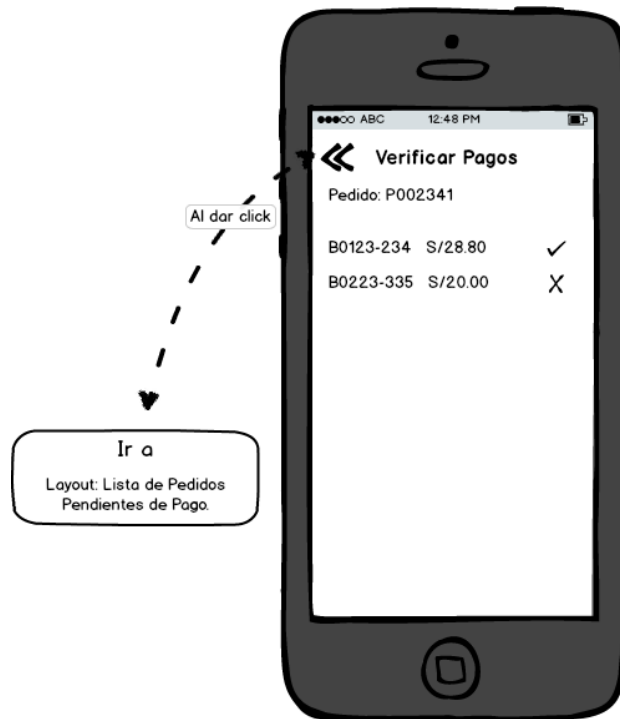 ABC 12:48 PM
Verificar Pagos
Pedido: P002341
Al dar click
B0123-234 S/28.80
B0223-335 S/20.00
Ir a
Layout: Lista de Pedidos
Pendientes de Pago.